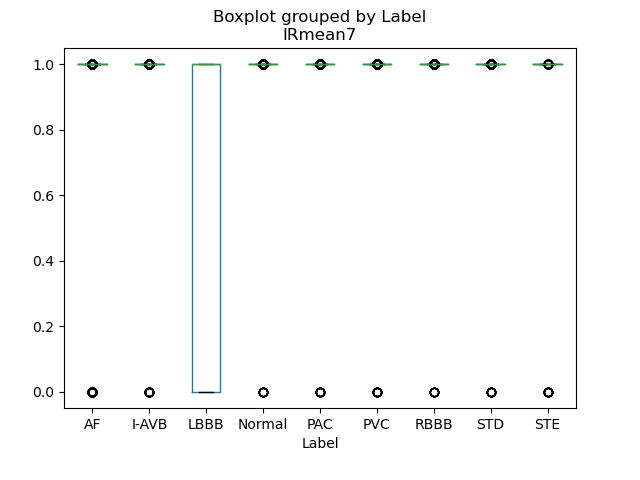 Boxplot grouped by Label
IRmean7
1.0
0.8
0.6
0.4
0.2
0.0
AF I-AVB LBBB Normal PAC PVC RBBB STD STE
Label